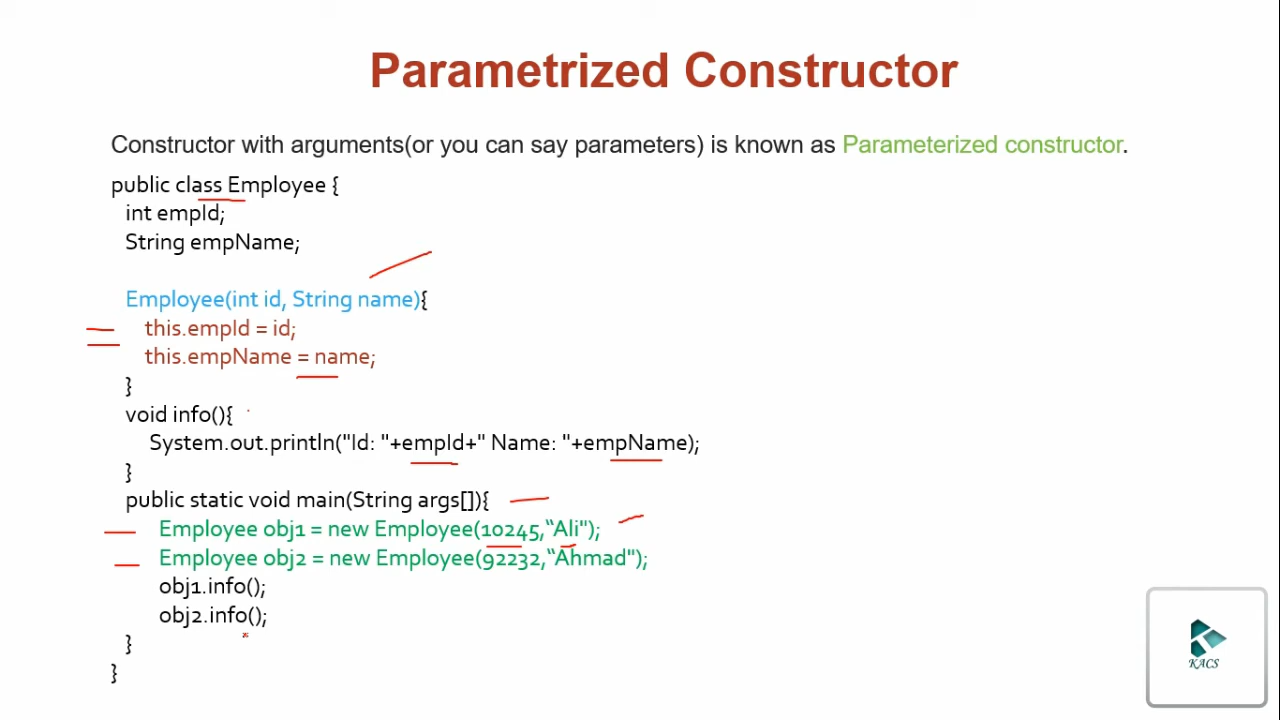 Parametrized Constructor
Constructor with arguments(or you can say parameters) is known as Parameterized constructor.
public class Employee {
int empId;
String empName;
Employee(int id, String name){
this.empId = id;
this.empName = name;
}
void info(){
System.out.println("Id: "+empId+" Name: "+empName);
}
public static void main(String args[]){
Employee obj1 = new Employee(10245,“Ali");
Employee obj2 = new Employee(92232,“Ahmad");
obj1.info();
obj2.info();
}
}
KACS